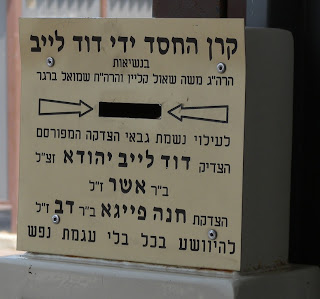 קרן החסד ידי דוד לייב
בנשיאות
הרה"ג משה שאול קליין והרה"ח שמואל ברגר
לעילוי נשמת גבאי הצדקה המפורסם
הצדיק דוד לייב יהודא זצ"ל
ב"ר אשר ז"ל
הצדקת חנה פייגא ב"ר דב ז"ל
להיוושע בכל בלי עגמת נפש